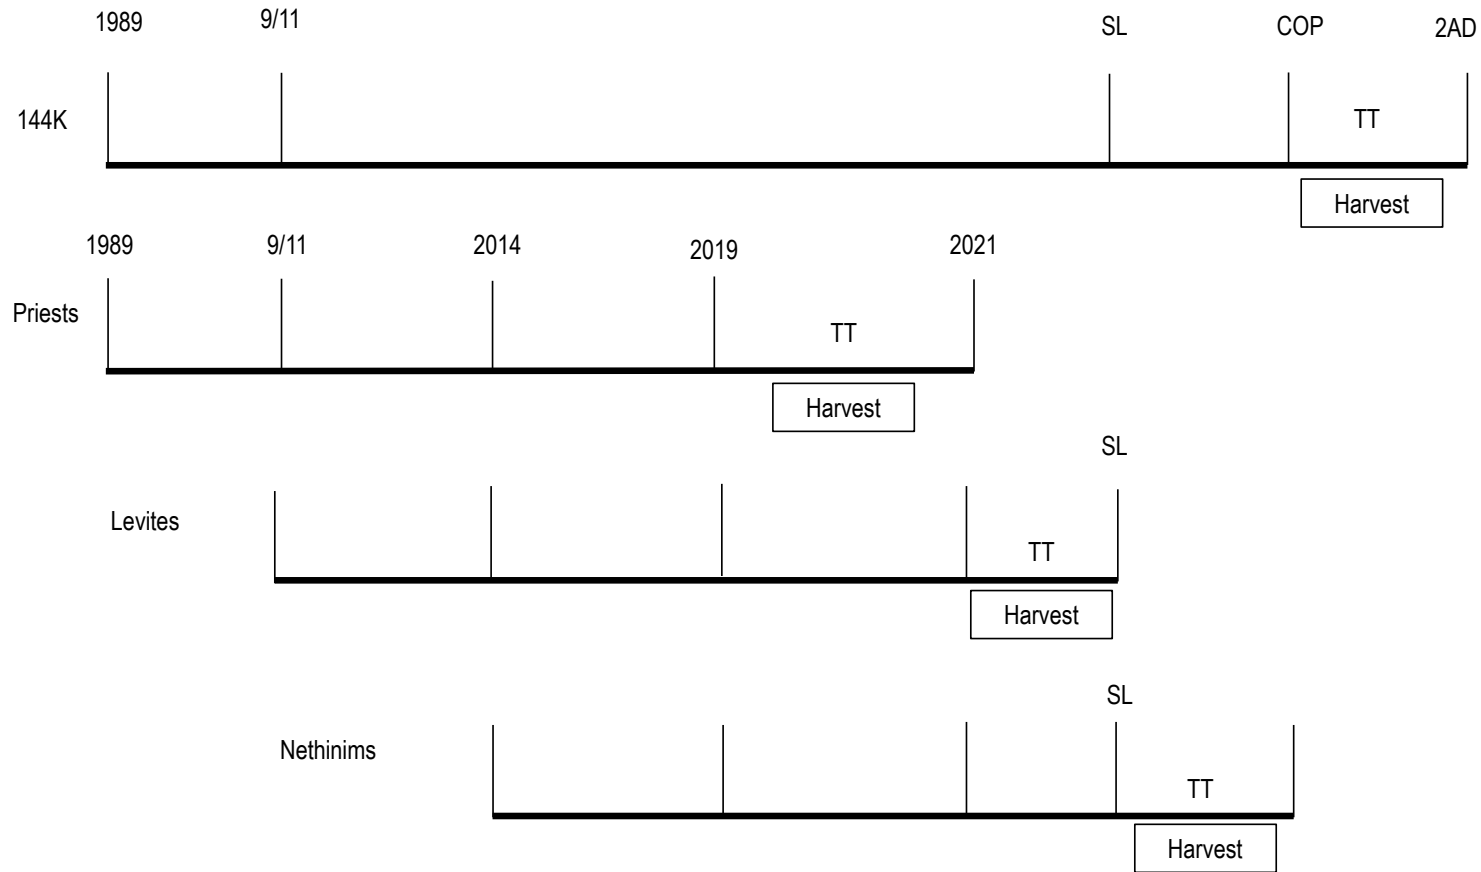 1989 9/11 SL COP 2AD
144K TT
Harvest
1989 9/11 2014 2019 2021
Priests TT
Harvest
SL
Levites
TT
Harvest
SL
Nethinims
TT
Harvest